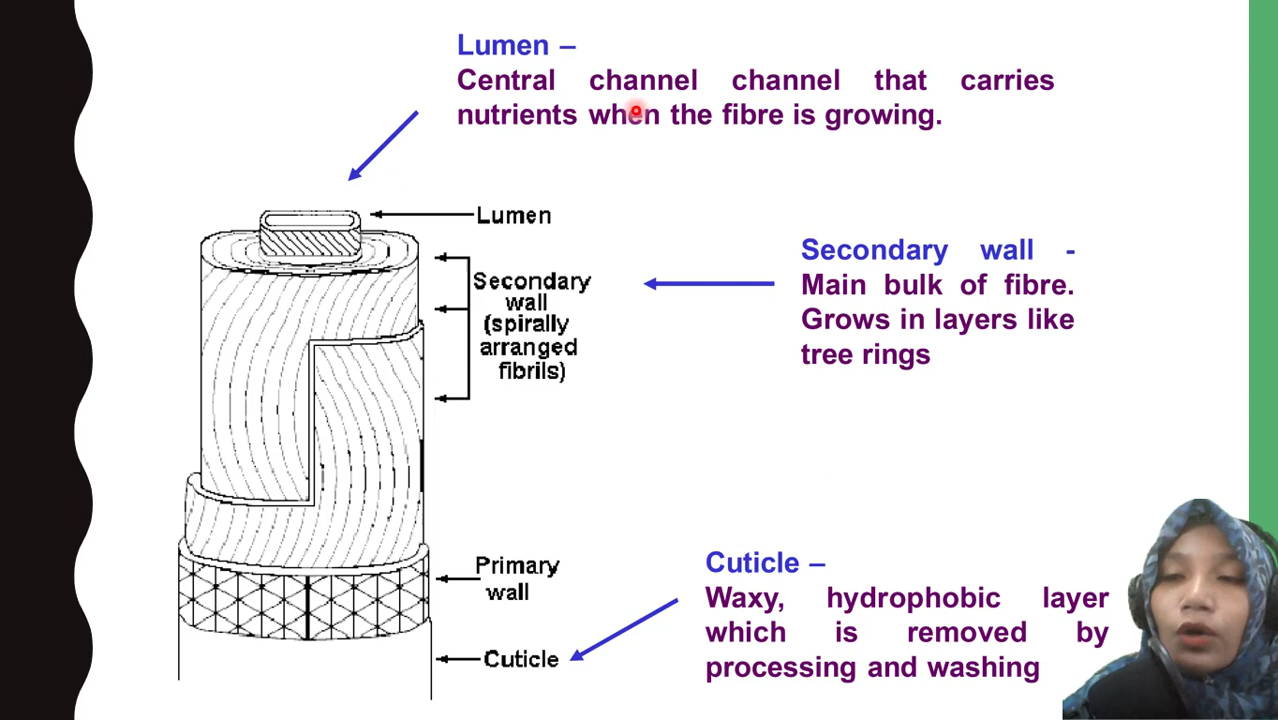 Lumen –
Central channel channel that carries
nutrients when the fibre is growing.
Lumen
Secondary
wall
(spirally
arranged
fibrils)
Secondary wall -
Main bulk of fibre.
Grows in layers like
tree rings
Primary
wall
Cuticle
Cuticle –
Waxy, hydrophobic layer
which is removed by
processing and washing